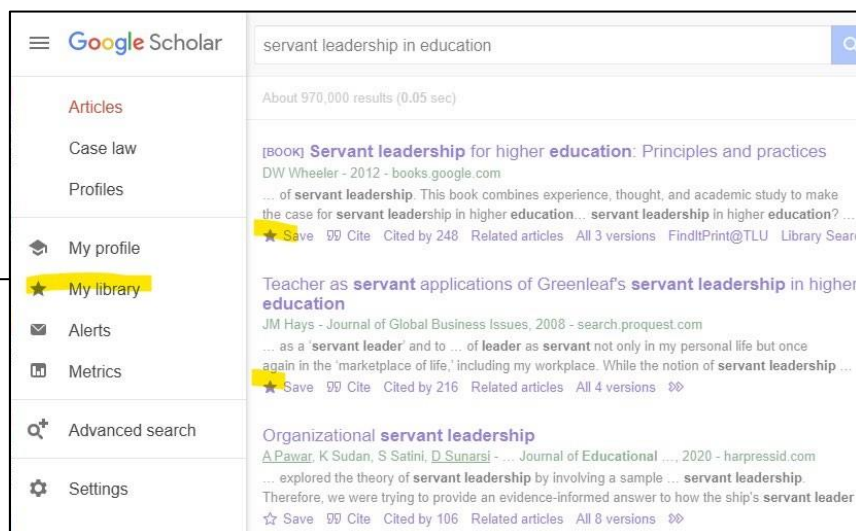 Google Scholar
servant leadership in education
Articles
Case law
Profiles
My profile
My library
Alerts
Metrics
Advanced search
Settings
About 970,000 results (0.05 sec)
[BOOK] Servant leadership for higher education: Principles and practices
DW Wheeler - 2012 - books.google.com
... of servant leadership. This book combines experience, thought, and academic study to make
the case for servant leadership in higher education... servant leadership in higher education? ...
Save Cite Cited by 248 Related articles All 3 versions FindItPrint@TLU Library Sear
Teacher as servant applications of Greenleaf's servant leadership in higher
education
JM Hays - Journal of Global Business Issues, 2008 - search.proquest.com
... as a 'servant leader' and to ... of leader as servant not only in my personal life but once
again in the 'marketplace of life,' including my workplace. While the notion of servant leadership ...
Save Cite Cited by 216 Related articles All 4 versions
Organizational servant leadership
A Pawar, K Sudan, S Satini, D Sunarsi - ... Journal of Educational ..., 2020 - harpressid.com
... explored the theory of servant leadership by involving a sample ... servant leadership.
Therefore, we were trying to provide an evidence-informed answer to how the ship's servant leader
Save Cite Cited by 106 Related articles All 8 versions